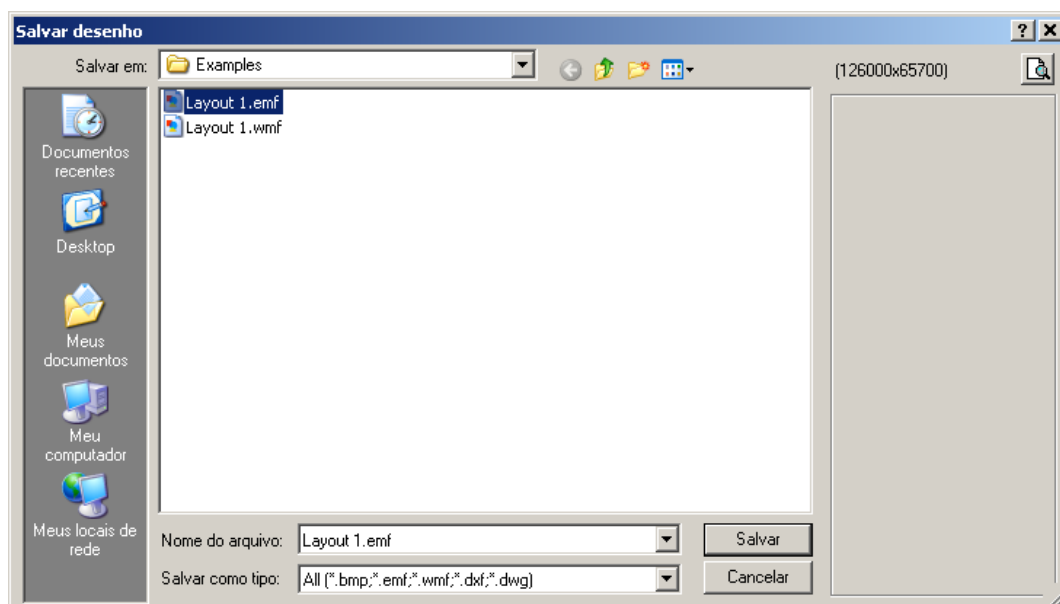 Salvar desenho
Salvar em:
Examples
(126000x65700)
Layout 1.emf
Layout 1.wmf
Documentos
recentes
Desktop
Meus
documentos
Meu
computador
Meus locais de
rede
Nome do arquivo:
Layout 1.emf
Salvar
Salvar como tipo:
All (*.bmp;*.emf;*.wmf;*.dxf;*.dwg)
Cancelar